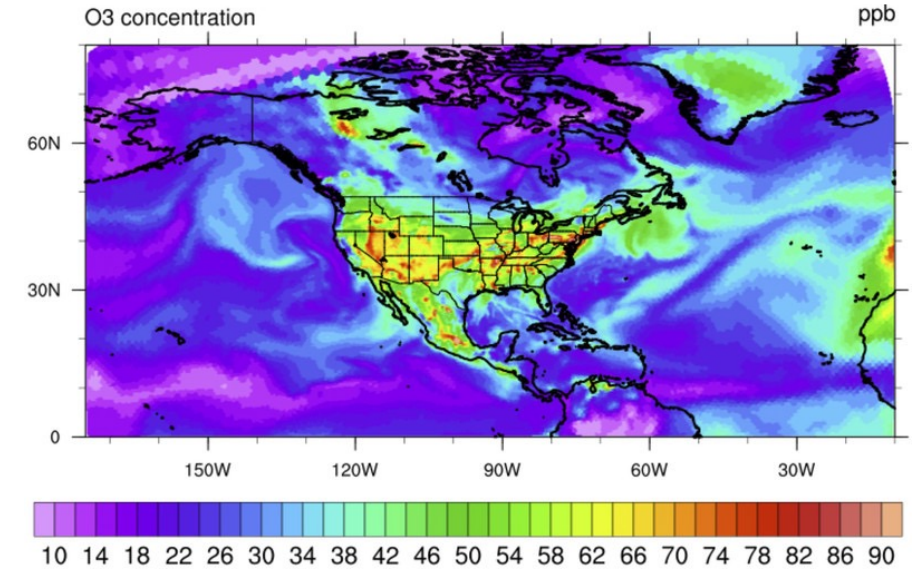 O3 concentration ppb
60N
30N
0
150W 120W 90W 60W 30W
10 14 18 22 26 30 34 38 42 46 50 54 58 62 66 70 74 78 82 86 90